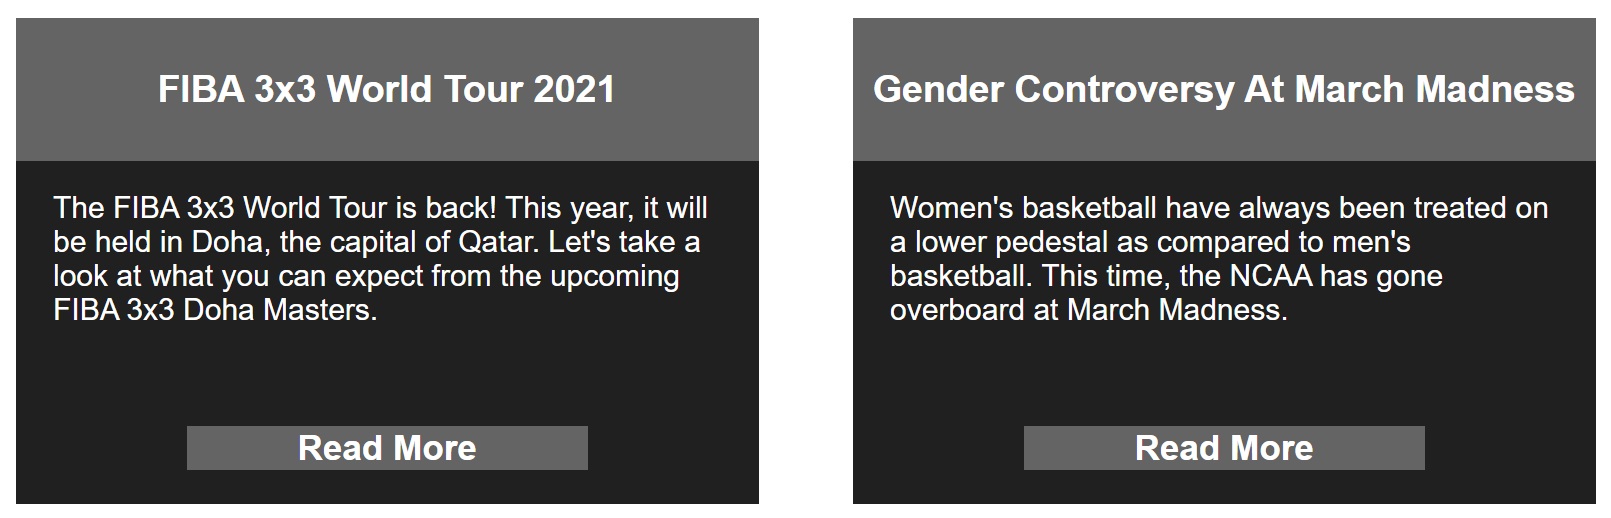 FIBA 3x3 World Tour 2021
The FIBA 3x3 World Tour is back! This year, it will
be held in Doha, the capital of Qatar. Let's take a
look at what you can expect from the upcoming
FIBA 3x3 Doha Masters.
Read More
Gender Controversy At March Madness
Women's basketball have always been treated on
a lower pedestal as compared to men's
basketball. This time, the NCAA has gone
overboard at March Madness.
Read More